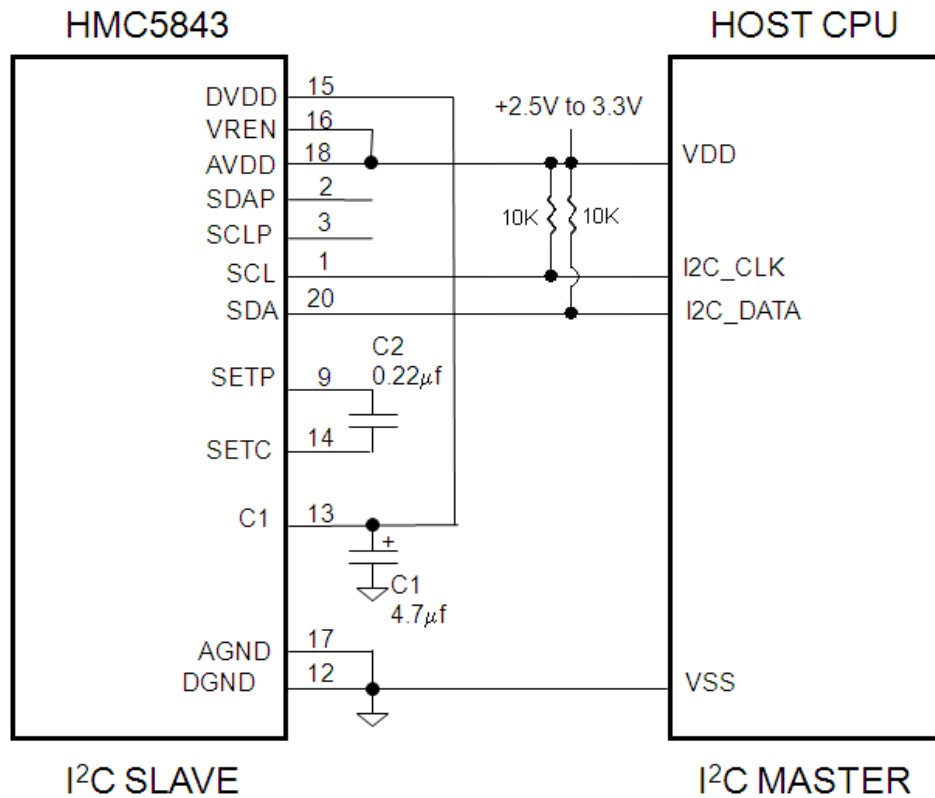 HMC5843
HOST CPU
DVDD 15
VREN 16
AVDD 18
SDAP 2
SCLP 3
SCL 1
SDA 20
SETP 9
SETC 14
C1 13
AGND 17
DGND 12
+2.5V to 3.3V
10K 10K
C2
0.22µf
+
C1
4.7µf
VDD
I2C_CLK
I2C_DATA
VSS
I²C SLAVE
I²C MASTER